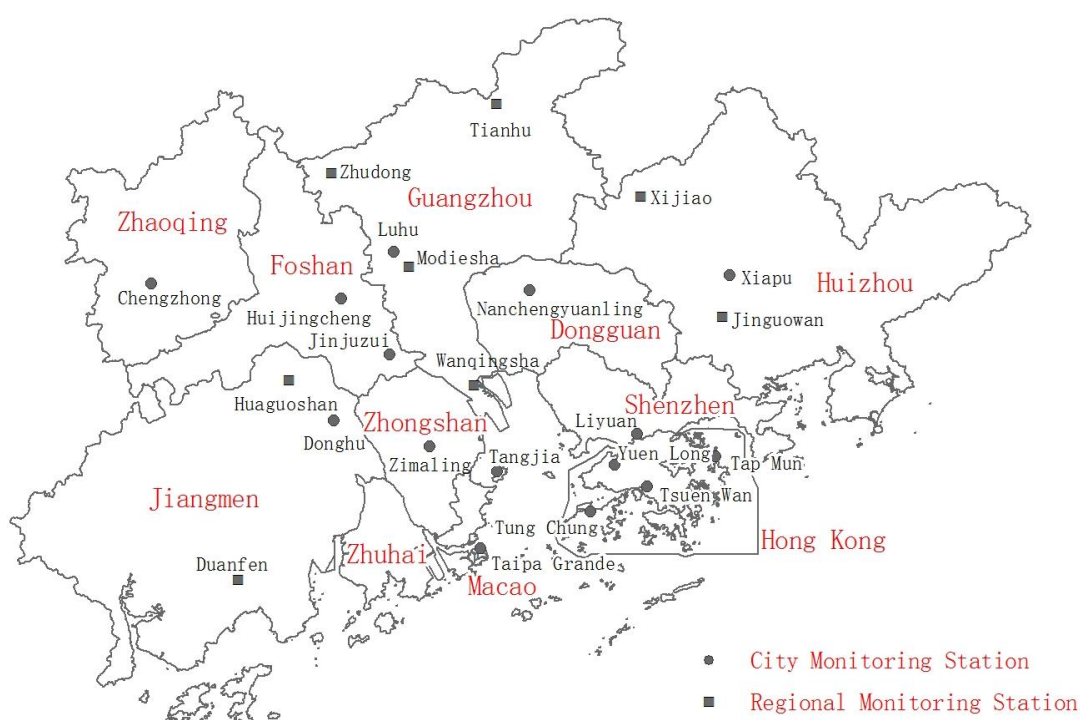 Tianhu
Zhudong
Xijiao
Guangzhou
Zhaoqing
Luhu
Modiesha
Foshan
Xiapu
Huizhou
Chengzhong
Nanchengyuanling
Huijingcheng
Jinguowan
Dongguan
Jinjuzui
Wanqingsha
Huaguoshan
Shenzhen
Zhongshan
Liyuan
Donghu
Yuen Long
Tangjia
Zimaling
Tap Mun
Tsuen Wan
Jiangmen
Tung Chung
Hong Kong
Zhuhai
Duanfen
Taipa Grande
Macao
City Monitoring Station
Regional Monitoring Station